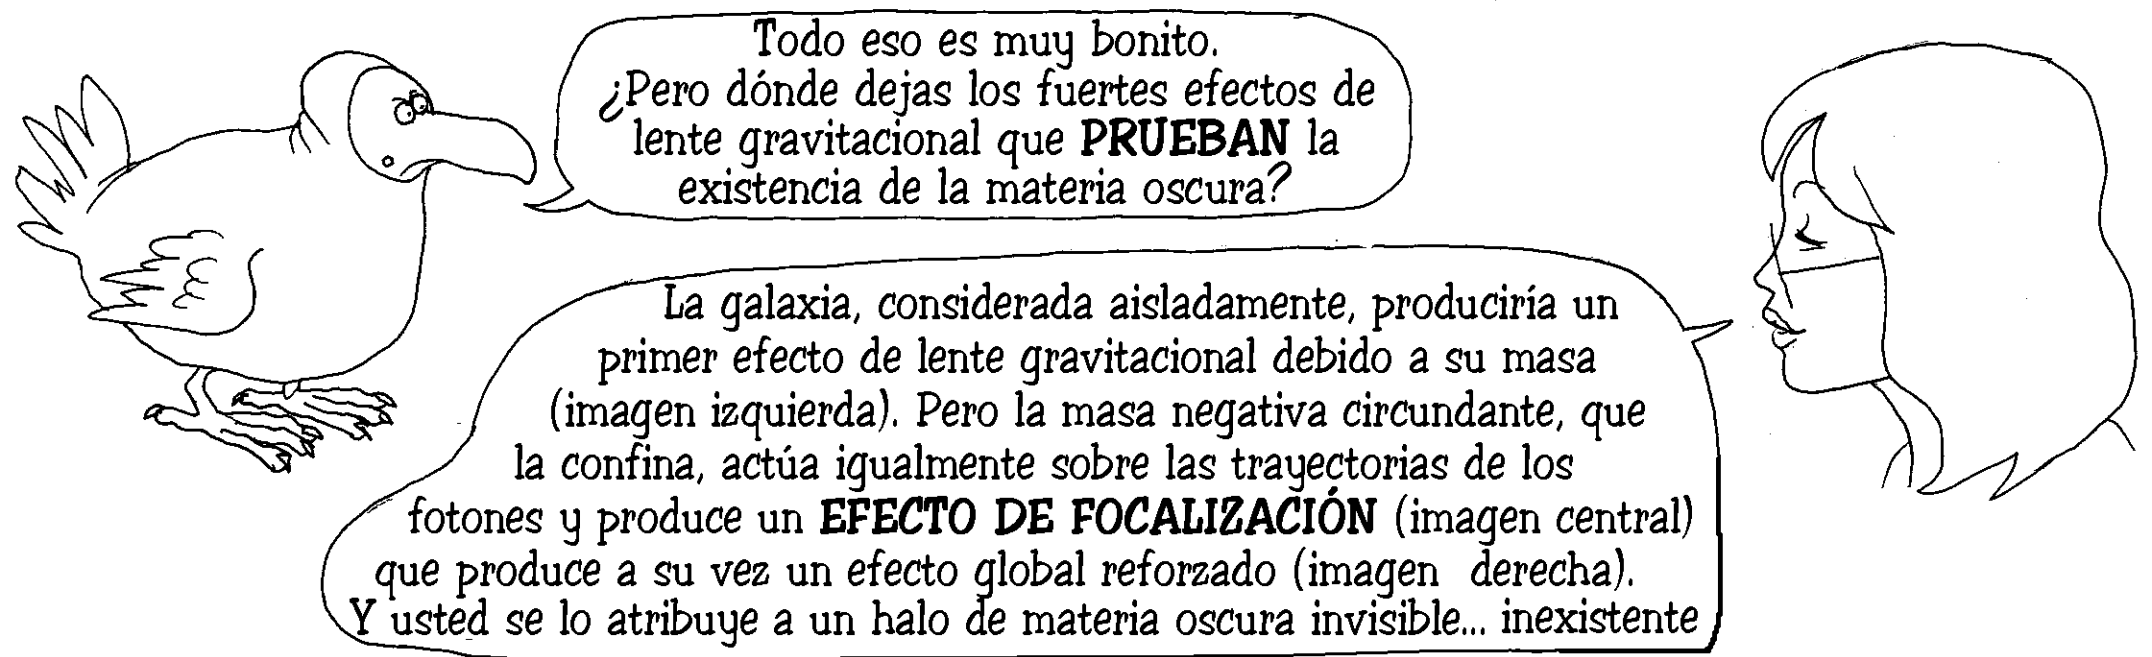 Todo eso es muy bonito.
¿Pero dónde dejas los fuertes efectos de
lente gravitacional que PRUEBAN la
existencia de la materia oscura?
La galaxia, considerada aisladamente, produciría un
primer efecto de lente gravitacional debido a su masa
(imagen izquierda). Pero la masa negativa circundante, que
la confina, actúa igualmente sobre las trayectorias de los
fotones y produce un EFECTO DE FOCALIZACIÓN (imagen central)
que produce a su vez un efecto global reforzado (imagen derecha).
Y usted se lo atribuye a un halo de materia oscura invisible... inexistente